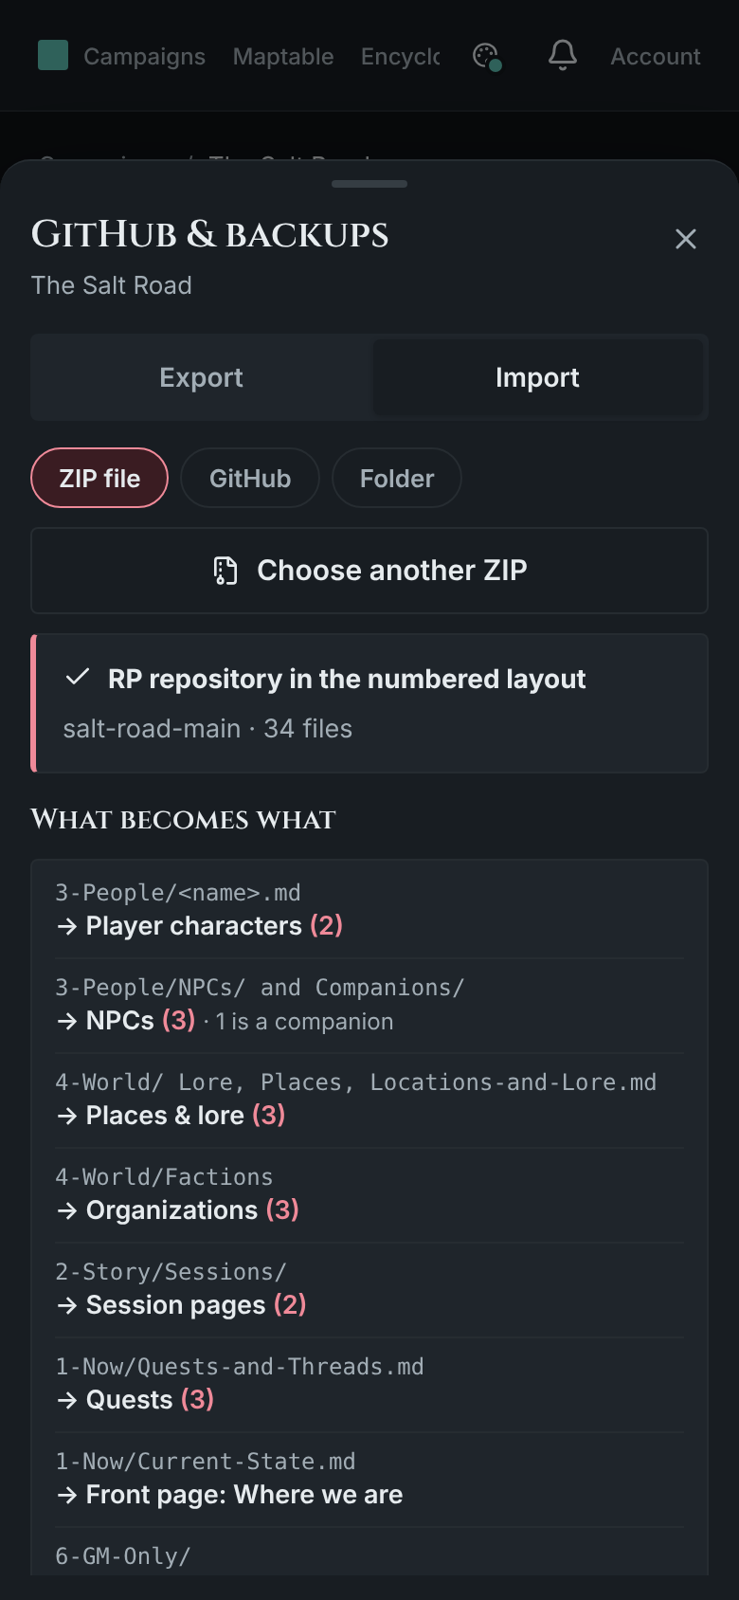 Campaigns Maptable Encyclc Account
GitHub & backups
The Salt Road
Export Import
ZIP file GitHub Folder
Choose another ZIP
RP repository in the numbered layout
salt-road-main · 34 files
What becomes what
3-People/<name>.md
→ Player characters (2)
3-People/NPCs/ and Companions/
→ NPCs (3) · 1 is a companion
4-World/ Lore, Places, Locations-and-Lore.md
→ Places & lore (3)
4-World/Factions
→ Organizations (3)
2-Story/Sessions/
→ Session pages (2)
1-Now/Quests-and-Threads.md
→ Quests (3)
1-Now/Current-State.md
→ Front page: Where we are
6-GM-Only/